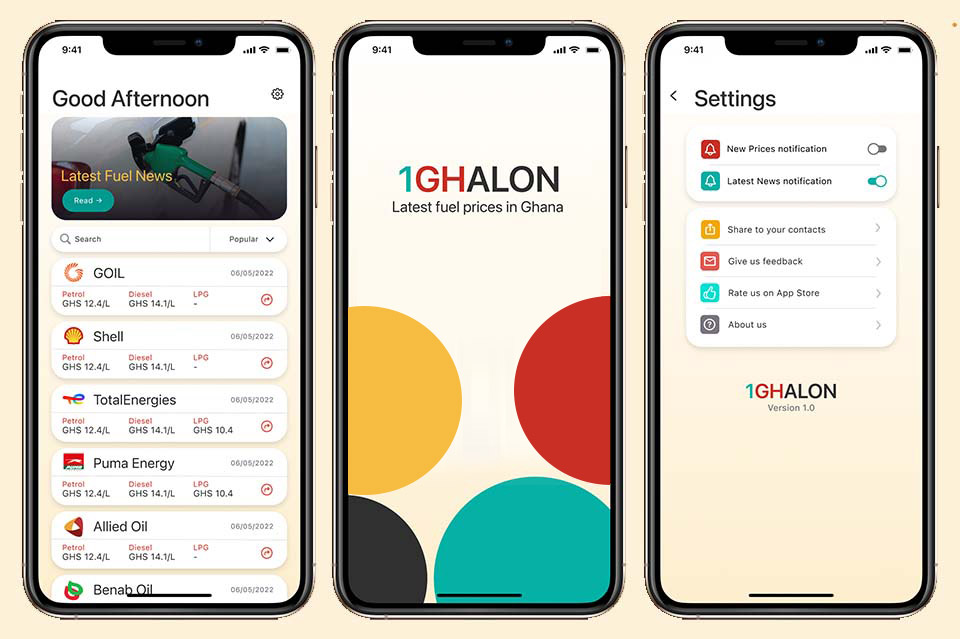 9:41
Good Afternoon
Latest Fuel News
Read →
Search
Popular
GOIL
06/05/2022
Petrol Diesel LPG
GHS 12.4/L GHS 14.1/L -
Shell
06/05/2022
Petrol Diesel LPG
GHS 12.4/L GHS 14.1/L -
TotalEnergies
06/05/2022
Petrol Diesel LPG
GHS 12.4/L GHS 14.1/L GHS 10.4
Puma Energy
06/05/2022
Petrol Diesel LPG
GHS 12.4/L GHS 14.1/L GHS 10.4
Allied Oil
06/05/2022
Petrol Diesel LPG
GHS 12.4/L GHS 14.1/L -
Benab Oil
06/05/2022
9:41
1GHALON
Latest fuel prices in Ghana
9:41
Settings
New Prices notification
Latest News notification
Share to your contacts
Give us feedback
Rate us on App Store
About us
1GHALON
Version 1.0